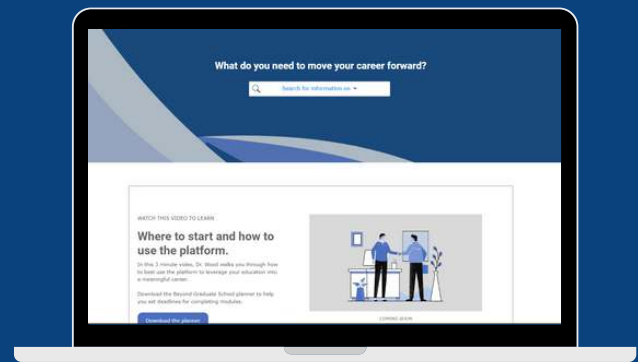 What do you need to move your career forward?
Search for information on
WATCH THIS VIDEO TO LEARN
Where to start and how to
use the platform.
In this 3 minute video, Dr. Wood walks you through how
to best use the platform to leverage your education into
a meaningful career.
Download the Beyond Graduate School planner to help
you set deadlines for completing modules.
Download the planner
COMING SOON